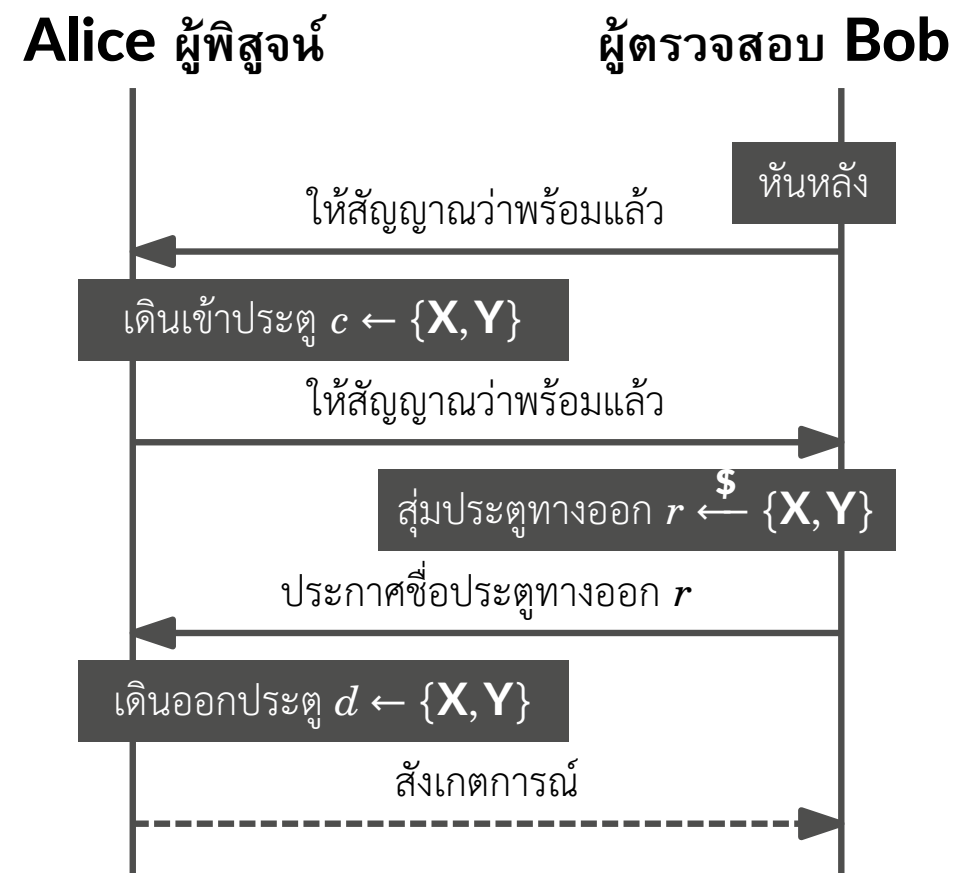 Alice ผู้พิสูจน์
ผู้ตรวจสอบ Bob
หันหลัง
ให้สัญญาณว่าพร้อมแล้ว
เดินเข้าประตู c ← {X, Y}
ให้สัญญาณว่าพร้อมแล้ว
สุ่มประตูทางออก r ←$ {X, Y}
ประกาศชื่อประตูทางออก r
เดินออกประตู d ← {X, Y}
สังเกตการณ์